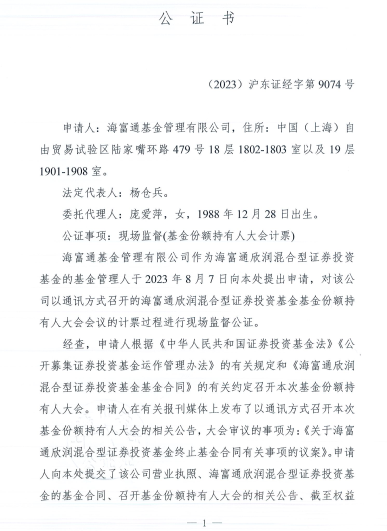 公 证 书
（2023）沪东证经字第 9074 号
申请人：海富通基金管理有限公司，住所：中国（上海）自
由贸易试验区陆家嘴环路 479 号 18 层 1802-1803 室以及 19 层
1901-1908 室。
法定代表人：杨仓兵。
委托代理人：庞爱萍，女，1988 年 12 月 28 日出生。
公证事项：现场监督(基金份额持有人大会计票)
海富通基金管理有限公司作为海富通欣润混合型证券投资
基金的基金管理人于 2023 年 8 月 7 日向本处提出申请，对该公
司以通讯方式召开的海富通欣润混合型证券投资基金基金份额持
有人大会会议的计票过程进行现场监督公证。
经查，申请人根据《中华人民共和国证券投资基金法》《公
开募集证券投资基金运作管理办法》的有关规定和《海富通欣润
混合型证券投资基金基金合同》的有关约定召开本次基金份额持
有人大会。申请人在有关报刊媒体上发布了以通讯方式召开本次
基金份额持有人大会的相关公告，大会审议的事项为：《关于海富
通欣润混合型证券投资基金终止基金合同有关事项的议案》。申请
人向本处提交了该公司营业执照、海富通欣润混合型证券投资基
金的基金合同、召开基金份额持有人大会的相关公告、截至权益
— 1 —